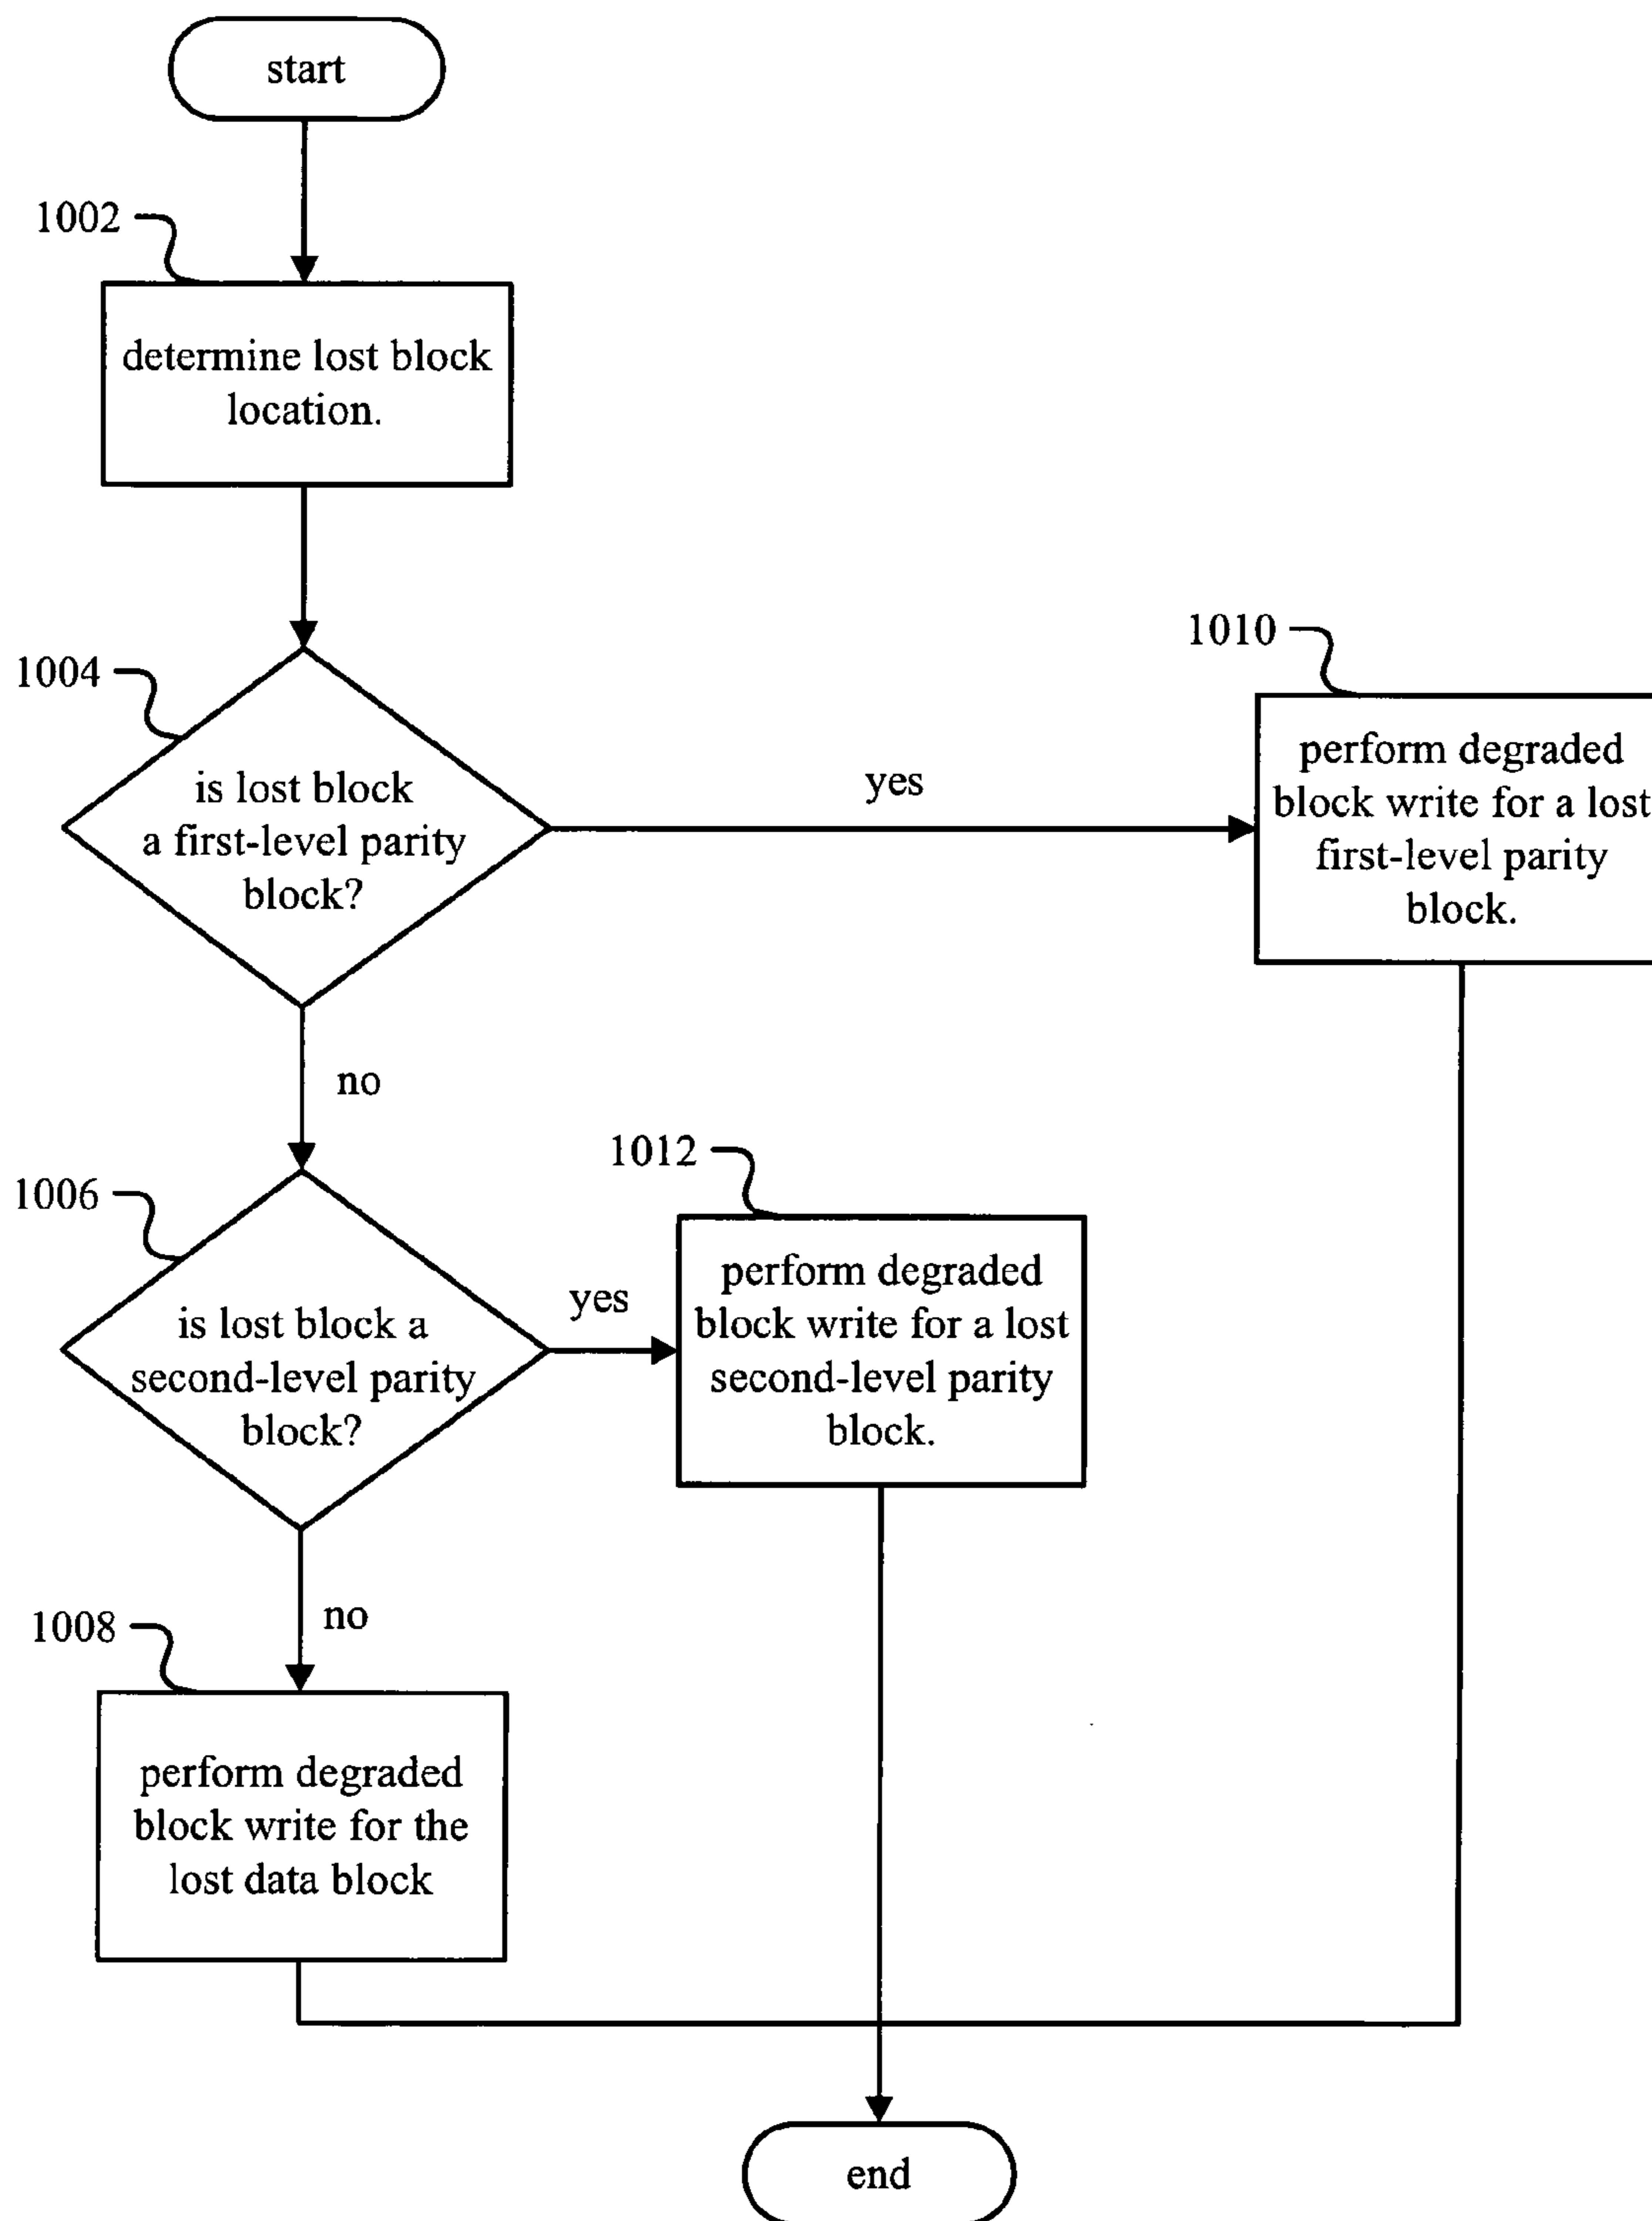 start
1002
determine lost block
location.
1004
is lost block
a first-level parity
block?
yes
1010
perform degraded
block write for a lost
first-level parity
block.
no
1006
is lost block a
second-level parity
block?
yes
1012
perform degraded
block write for a lost
second-level parity
block.
no
1008
perform degraded
block write for the
lost data block
end